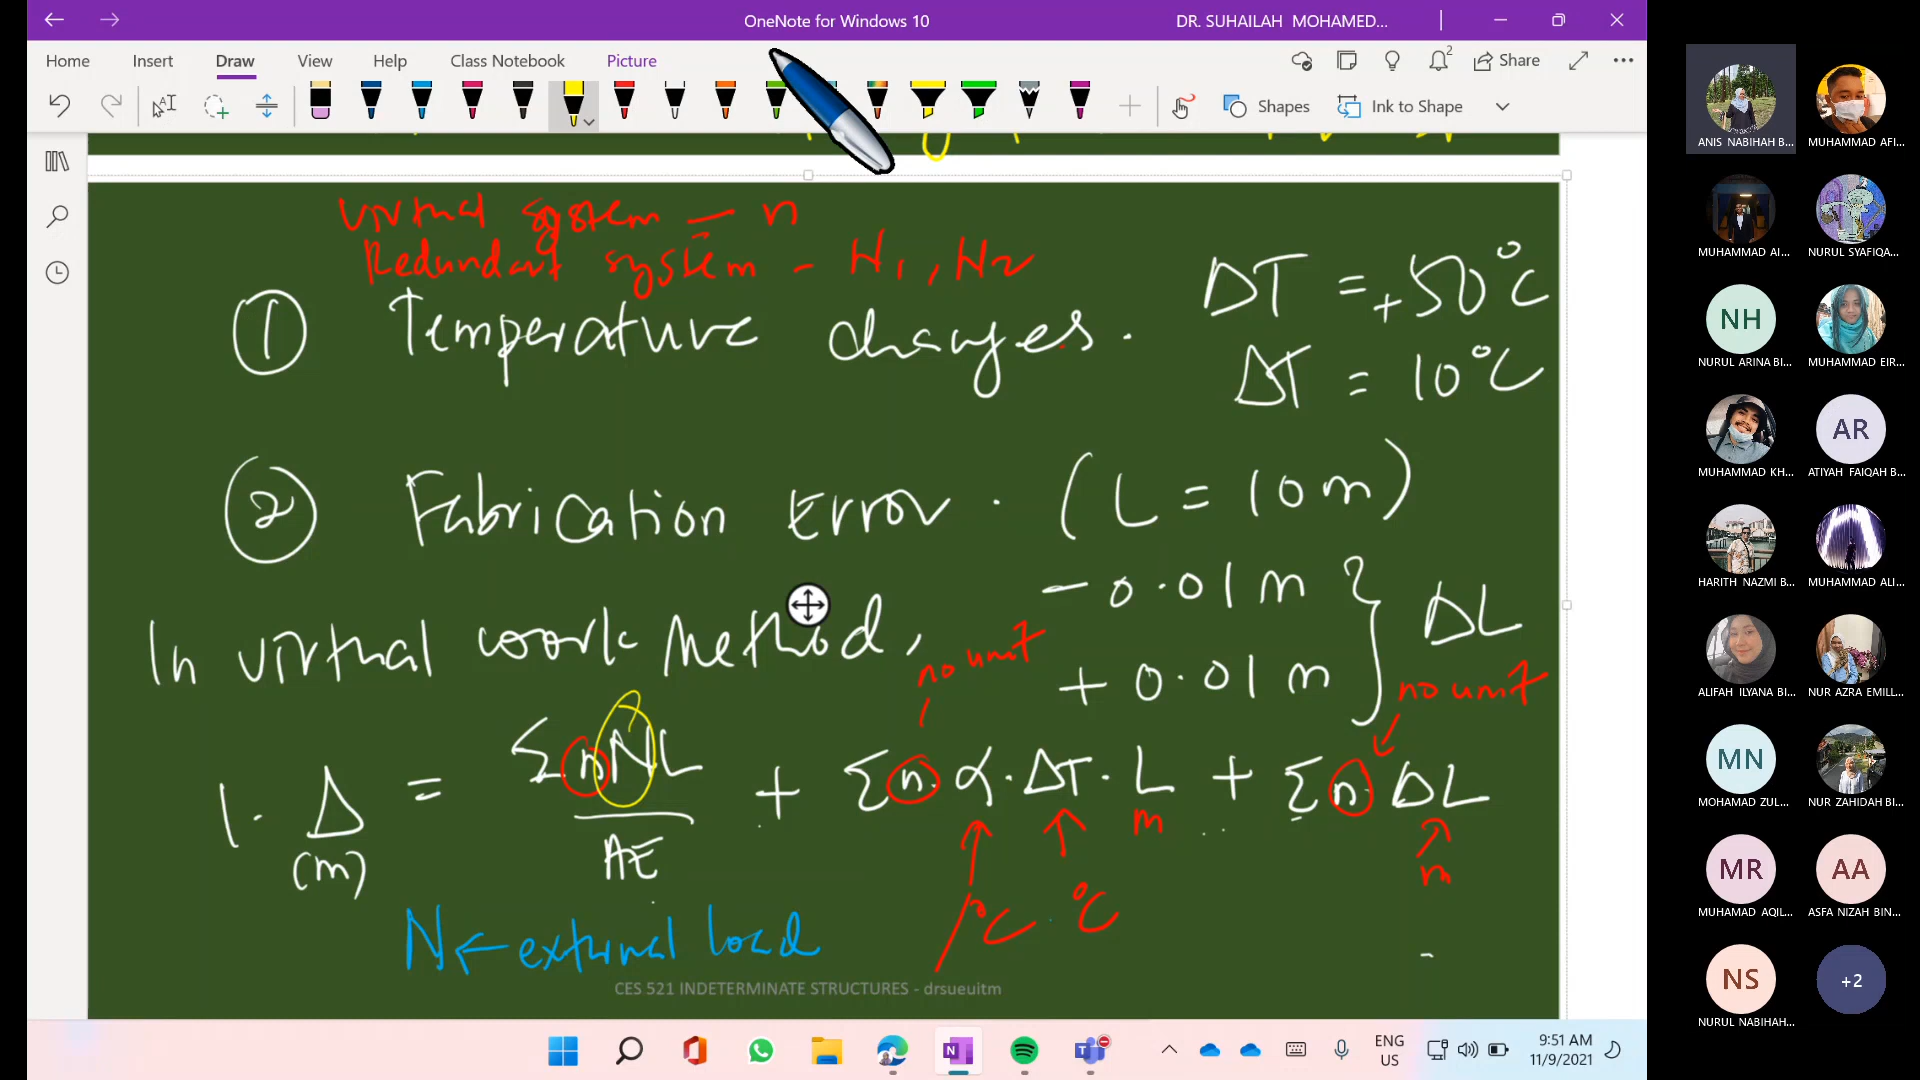 OneNote for Windows 10
DR. SUHAILAH MOHAMED...
Home Insert Draw View Help Class Notebook Picture
2
Share
Shapes
Ink to Shape
Virtual system – n
Redundant system – H1, H2
① Temperature changes.
ΔT = +50°C
ΔT = 10°C
② Fabrication Error. (L = 10m)
- 0.01 m
+ 0.01 m } ΔL
In virtual work Method,
no unit
no unit
1. Δ = ΣnNL/AE + Σn.α.ΔT.L + Σn.ΔL
(m)
m
m
/°C
°C
N ← external load
CES 521 INDETERMINATE STRUCTURES - drsueuitm
ENG
US
9:51 AM
11/9/2021
ANIS NABIHAH B...
MUHAMMAD AFI...
MUHAMMAD AI...
NURUL SYAFIQA...
NH
NURUL ARINA BI...
MUHAMMAD EIR...
MUHAMMAD KH...
AR
ATIYAH FAIQAH B...
HARITH NAZMI B...
MUHAMMAD ALI...
ALIFAH ILYANA BI...
NUR AZRA EMILL...
MN
MOHAMAD ZUL...
NUR ZAHIDAH BI...
MR
MUHAMAD AQIL...
AA
ASFA NIZAH BIN...
NS
NURUL NABIHAH...
+2